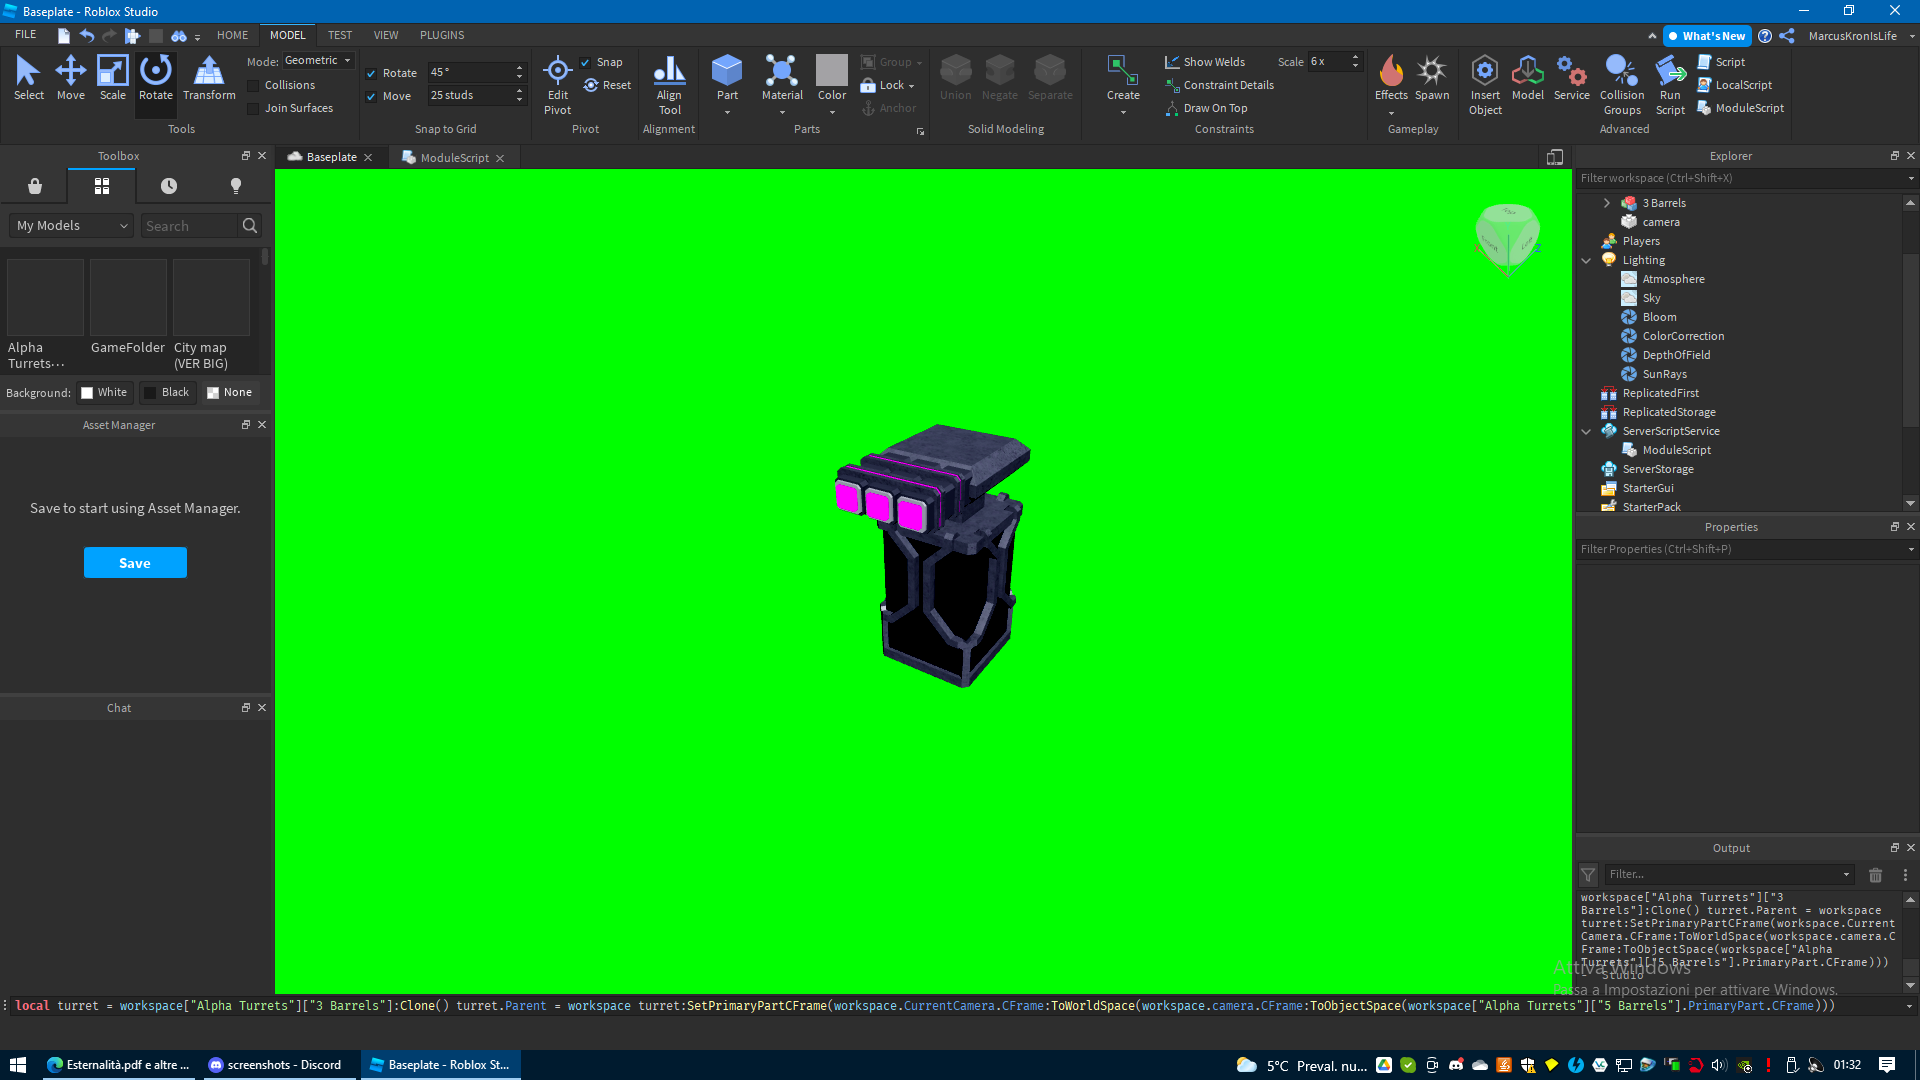 Baseplate - Roblox Studio
FILE HOME MODEL TEST VIEW PLUGINS
What's New MarcusKronIsLife
Select Move Scale Rotate Transform
Mode: Geometric
Collisions
Join Surfaces
Tools
Rotate 45°
Move 25 studs
Snap to Grid
Edit Pivot
Snap
Reset
Pivot
Align Tool
Alignment
Part Material Color
Group
Lock
Anchor
Parts
Union Negate Separate
Solid Modeling
Create
Show Welds
Constraint Details
Draw On Top
Scale 6 x
Constraints
Effects Spawn
Gameplay
Insert Object
Model
Service
Collision Groups
Run Script
Script
LocalScript
ModuleScript
Advanced
Toolbox
My Models Search
Alpha Turrets...
GameFolder
City map (VER BIG)
Background: White Black None
Asset Manager
Save to start using Asset Manager.
Save
Chat
Baseplate
ModuleScript
Explorer
Filter workspace (Ctrl+Shift+X)
3 Barrels
camera
Players
Lighting
Atmosphere
Sky
Bloom
ColorCorrection
DepthOfField
SunRays
ReplicatedFirst
ReplicatedStorage
ServerScriptService
ModuleScript
ServerStorage
StarterGui
StarterPack
Properties
Filter Properties (Ctrl+Shift+P)
Output
Filter...
workspace["Alpha Turrets"]["3
Barrels"]:Clone() turret.Parent = workspace
turret:SetPrimaryPartCFrame(workspace.Current
Camera.CFrame:ToWorldSpace(workspace.camera.C
Frame:ToObjectSpace(workspace["Alpha
Turrets"]["5 Barrels"].PrimaryPart.CFrame)))
- Studio
Attiva Windows
Passa a Impostazioni per attivare Windows.
local turret = workspace["Alpha Turrets"]["3 Barrels"]:Clone() turret.Parent = workspace turret:SetPrimaryPartCFrame(workspace.CurrentCamera.CFrame:ToWorldSpace(workspace.camera.CFrame:ToObjectSpace(workspace["Alpha Turrets"]["5 Barrels"].PrimaryPart.CFrame)))
Esternalità.pdf e altre ...
screenshots - Discord
Baseplate - Roblox St...
5°C Preval. nu...
01:32